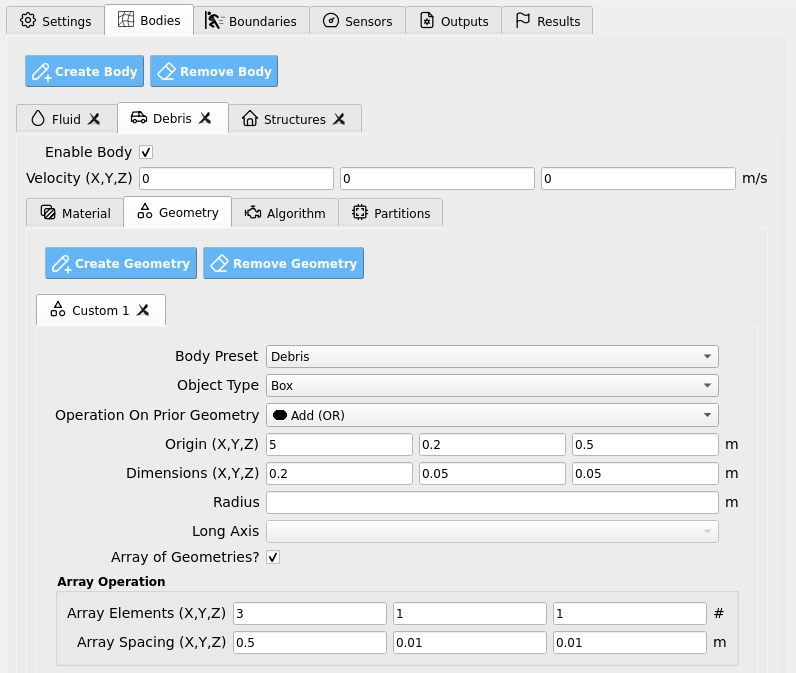 Settings Bodies Boundaries Sensors Outputs Results
Create Body Remove Body
Fluid Debris Structures
Enable Body
Velocity (X,Y,Z) 0 0 0 m/s
Material Geometry Algorithm Partitions
Create Geometry Remove Geometry
Custom 1
Body Preset Debris
Object Type Box
Operation On Prior Geometry Add (OR)
Origin (X,Y,Z) 5 0.2 0.5 m
Dimensions (X,Y,Z) 0.2 0.05 0.05 m
Radius m
Long Axis
Array of Geometries?
Array Operation
Array Elements (X,Y,Z) 3 1 1 #
Array Spacing (X,Y,Z) 0.5 0.01 0.01 m